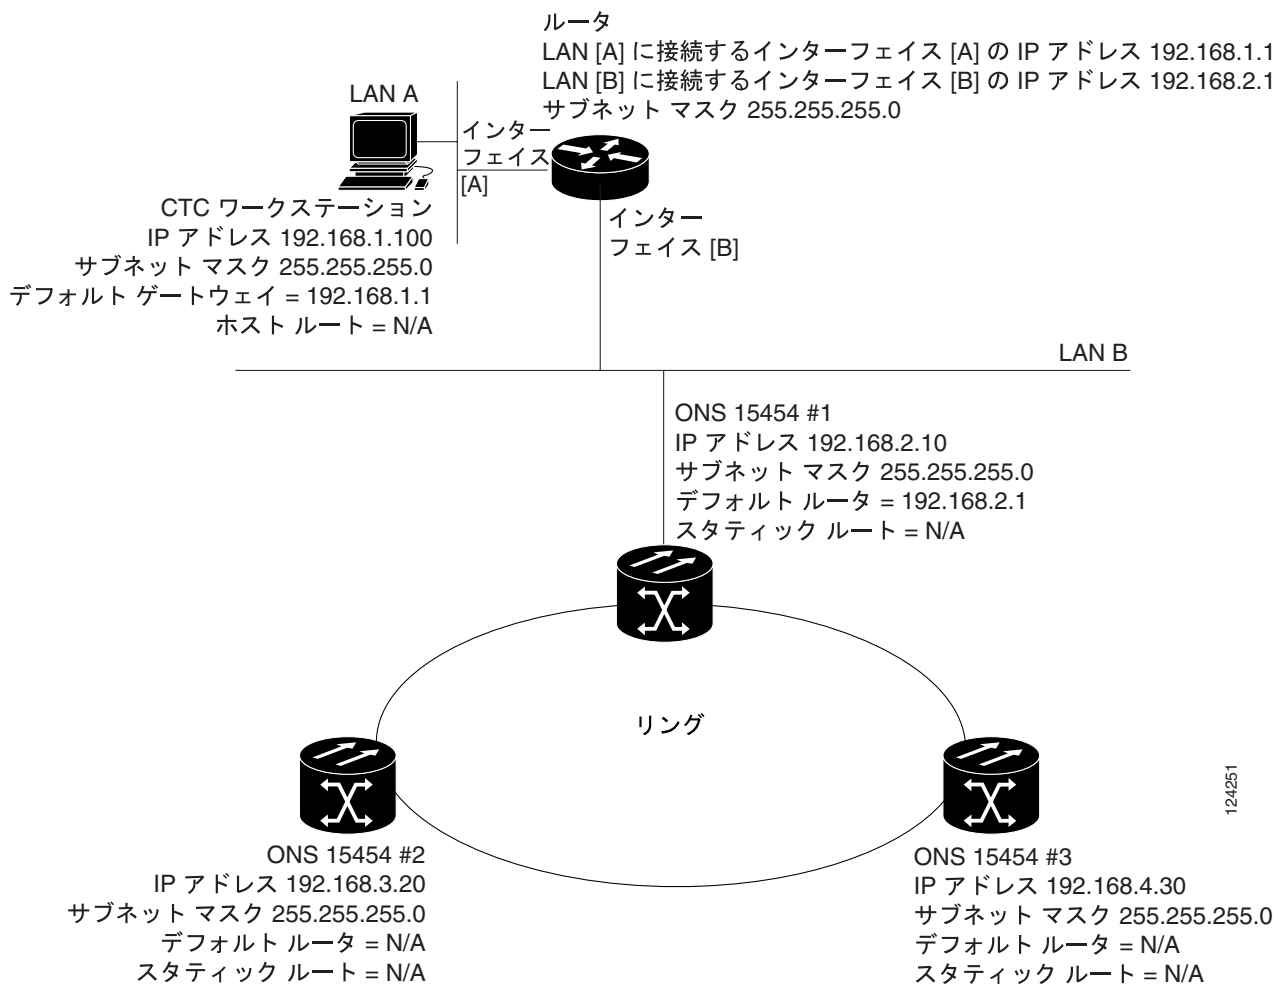 ルータ
LAN [A] に接続するインターフェイス [A] の IP アドレス 192.168.1.1
LAN [B] に接続するインターフェイス [B] の IP アドレス 192.168.2.1
サブネット マスク 255.255.255.0
LAN A
インター
フェイス
[A]
CTC ワークステーション
IP アドレス 192.168.1.100
サブネット マスク 255.255.255.0
デフォルト ゲートウェイ = 192.168.1.1
ホスト ルート = N/A
インター
フェイス [B]
LAN B
ONS 15454 #1
IP アドレス 192.168.2.10
サブネット マスク 255.255.255.0
デフォルト ルータ = 192.168.2.1
スタティック ルート = N/A
リング
ONS 15454 #2
IP アドレス 192.168.3.20
サブネット マスク 255.255.255.0
デフォルト ルータ = N/A
スタティック ルート = N/A
ONS 15454 #3
IP アドレス 192.168.4.30
サブネット マスク 255.255.255.0
デフォルト ルータ = N/A
スタティック ルート = N/A
124251